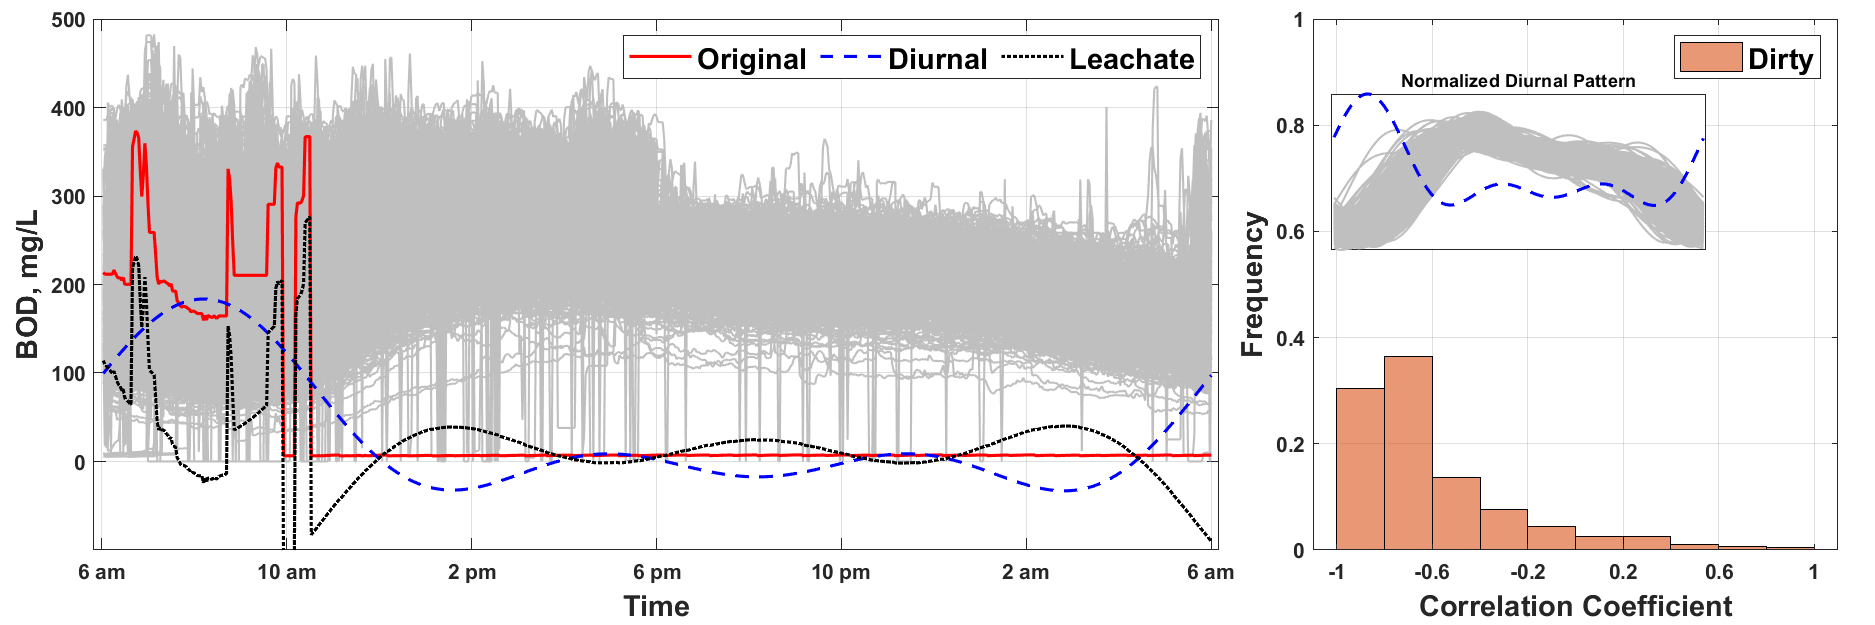 500
400
300
200
100
0
BOD, mg/L
Original
Diurnal
Leachate
6 am
10 am
2 pm
6 pm
10 pm
2 am
6 am
Time
1
0.8
0.6
0.4
0.2
0
Frequency
Dirty
Normalized Diurnal Pattern
-1
-0.6
-0.2
0.2
0.6
1
Correlation Coefficient